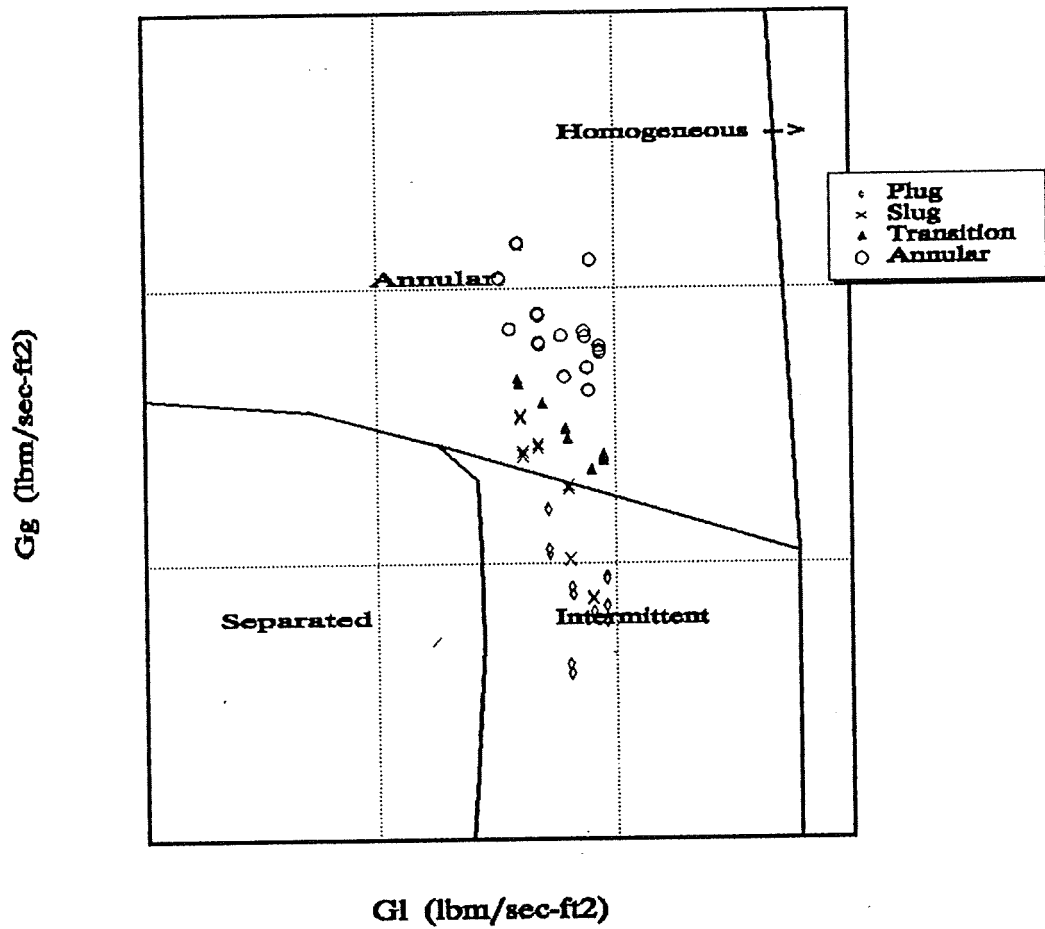 Homogeneous
Plug
Slug
Transition
Annular
Annular
Gg (lbm/sec-ft2)
Separated
Intermittent
Gl (lbm/sec-ft2)